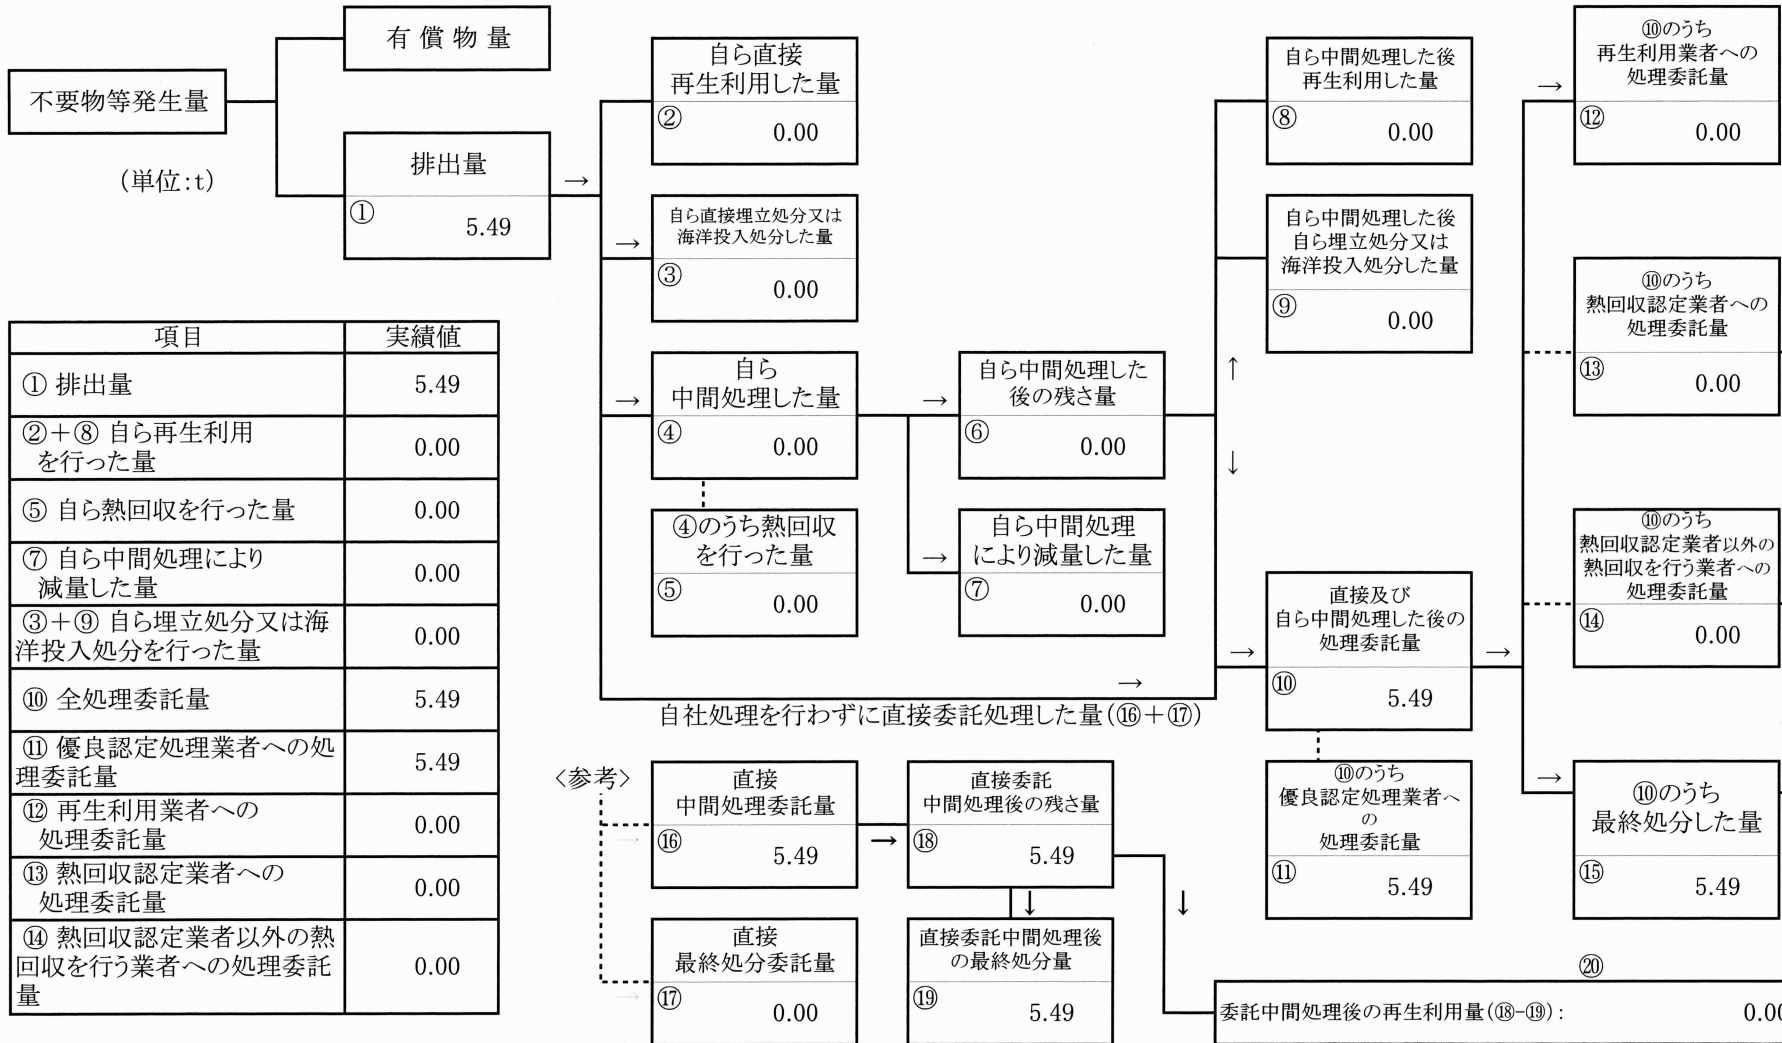 不要物等発生量
(単位:t)
有償物量
排出量
① 5.49
→
自ら直接
再生利用した量
② 0.00
→
自ら直接埋立処分又は
海洋投入処分した量
③ 0.00
→
自ら
中間処理した量
④ 0.00
④のうち熱回収
を行った量
⑤ 0.00
→
自ら中間処理した
後の残さ量
⑥ 0.00
→
自ら中間処理
により減量した量
⑦ 0.00
↑
↓
自ら中間処理した後
再生利用した量
⑧ 0.00
自ら中間処理した後
自ら埋立処分又は
海洋投入処分した量
⑨ 0.00
→
自社処理を行わずに直接委託処理した量(⑯+⑰)
→
直接及び
自ら中間処理した後の
処理委託量
⑩ 5.49
→
⑩のうち
優良認定処理業者へ
の
処理委託量
⑪ 5.49
→
⑩のうち
再生利用業者への
処理委託量
⑫ 0.00
⑩のうち
熱回収認定業者への
処理委託量
⑬ 0.00
⑩のうち
熱回収認定業者以外の
熱回収を行う業者への
処理委託量
⑭ 0.00
→
⑩のうち
最終処分した量
⑮ 5.49
項目 実績値
① 排出量 5.49
②+⑧ 自ら再生利用
を行った量 0.00
⑤ 自ら熱回収を行った量 0.00
⑦ 自ら中間処理により
減量した量 0.00
③+⑨ 自ら埋立処分又は海
洋投入処分を行った量 0.00
⑩ 全処理委託量 5.49
⑪ 優良認定処理業者への処
理委託量 5.49
⑫ 再生利用業者への
処理委託量 0.00
⑬ 熱回収認定業者への
処理委託量 0.00
⑭ 熱回収認定業者以外の熱
回収を行う業者への処理委託
量 0.00
<参考>
→
直接
中間処理委託量
⑯ 5.49
→
直接
最終処分委託量
⑰ 0.00
→
直接委託
中間処理後の残さ量
⑱ 5.49
↓
直接委託中間処理後
の最終処分量
⑲ 5.49
↓
⑳
委託中間処理後の再生利用量(⑱-⑲): 0.00